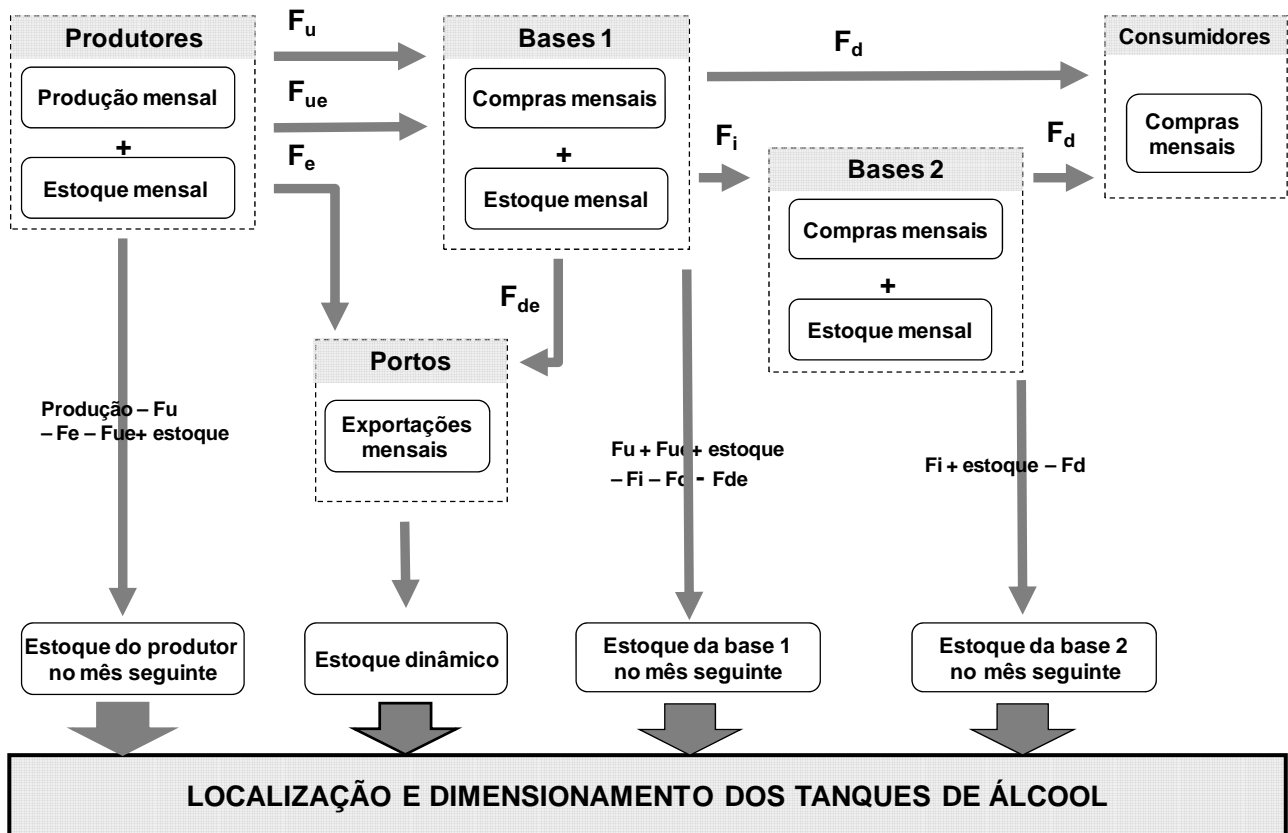 Produtores
Produção mensal
+
Estoque mensal
Fu
Fue
Fe
Bases 1
Compras mensais
+
Estoque mensal
Fd
Fi
Bases 2
Compras mensais
+
Estoque mensal
Fd
Consumidores
Compras
mensais
Fde
Portos
Exportações
mensais
Produção – Fu
– Fe – Fue+ estoque
Fu + Fue+ estoque
– Fi – Fd - Fde
Fi + estoque – Fd
Estoque do produtor
no mês seguinte
Estoque dinâmico
Estoque da base 1
no mês seguinte
Estoque da base 2
no mês seguinte
LOCALIZAÇÃO E DIMENSIONAMENTO DOS TANQUES DE ÁLCOOL